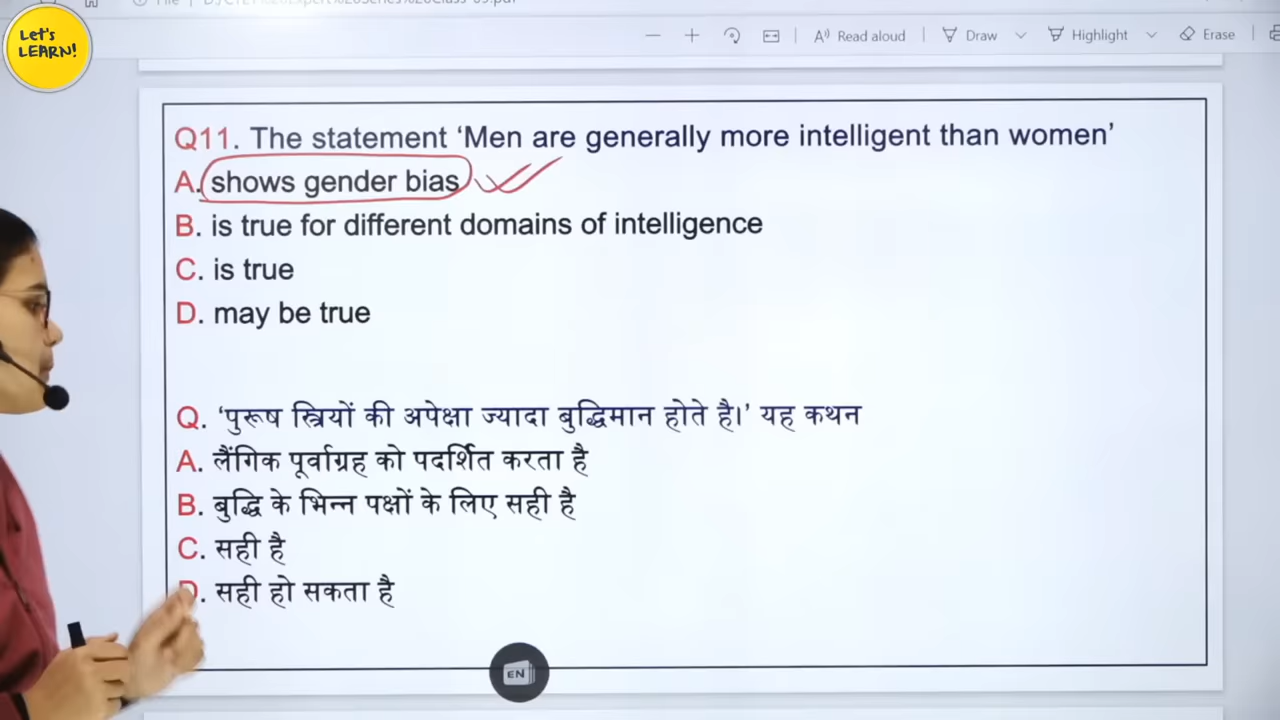 Let's
LEARN!
Read aloud
Draw
Highlight
Erase
Q11. The statement ‘Men are generally more intelligent than women’
A. shows gender bias
B. is true for different domains of intelligence
C. is true
D. may be true
Q. ‘पुरूष स्त्रियों की अपेक्षा ज्यादा बुद्धिमान होते है।’ यह कथन
A. लैंगिक पूर्वाग्रह को पदर्शित करता है
B. बुद्धि के भिन्न पक्षों के लिए सही है
C. सही है
D. सही हो सकता है
EN